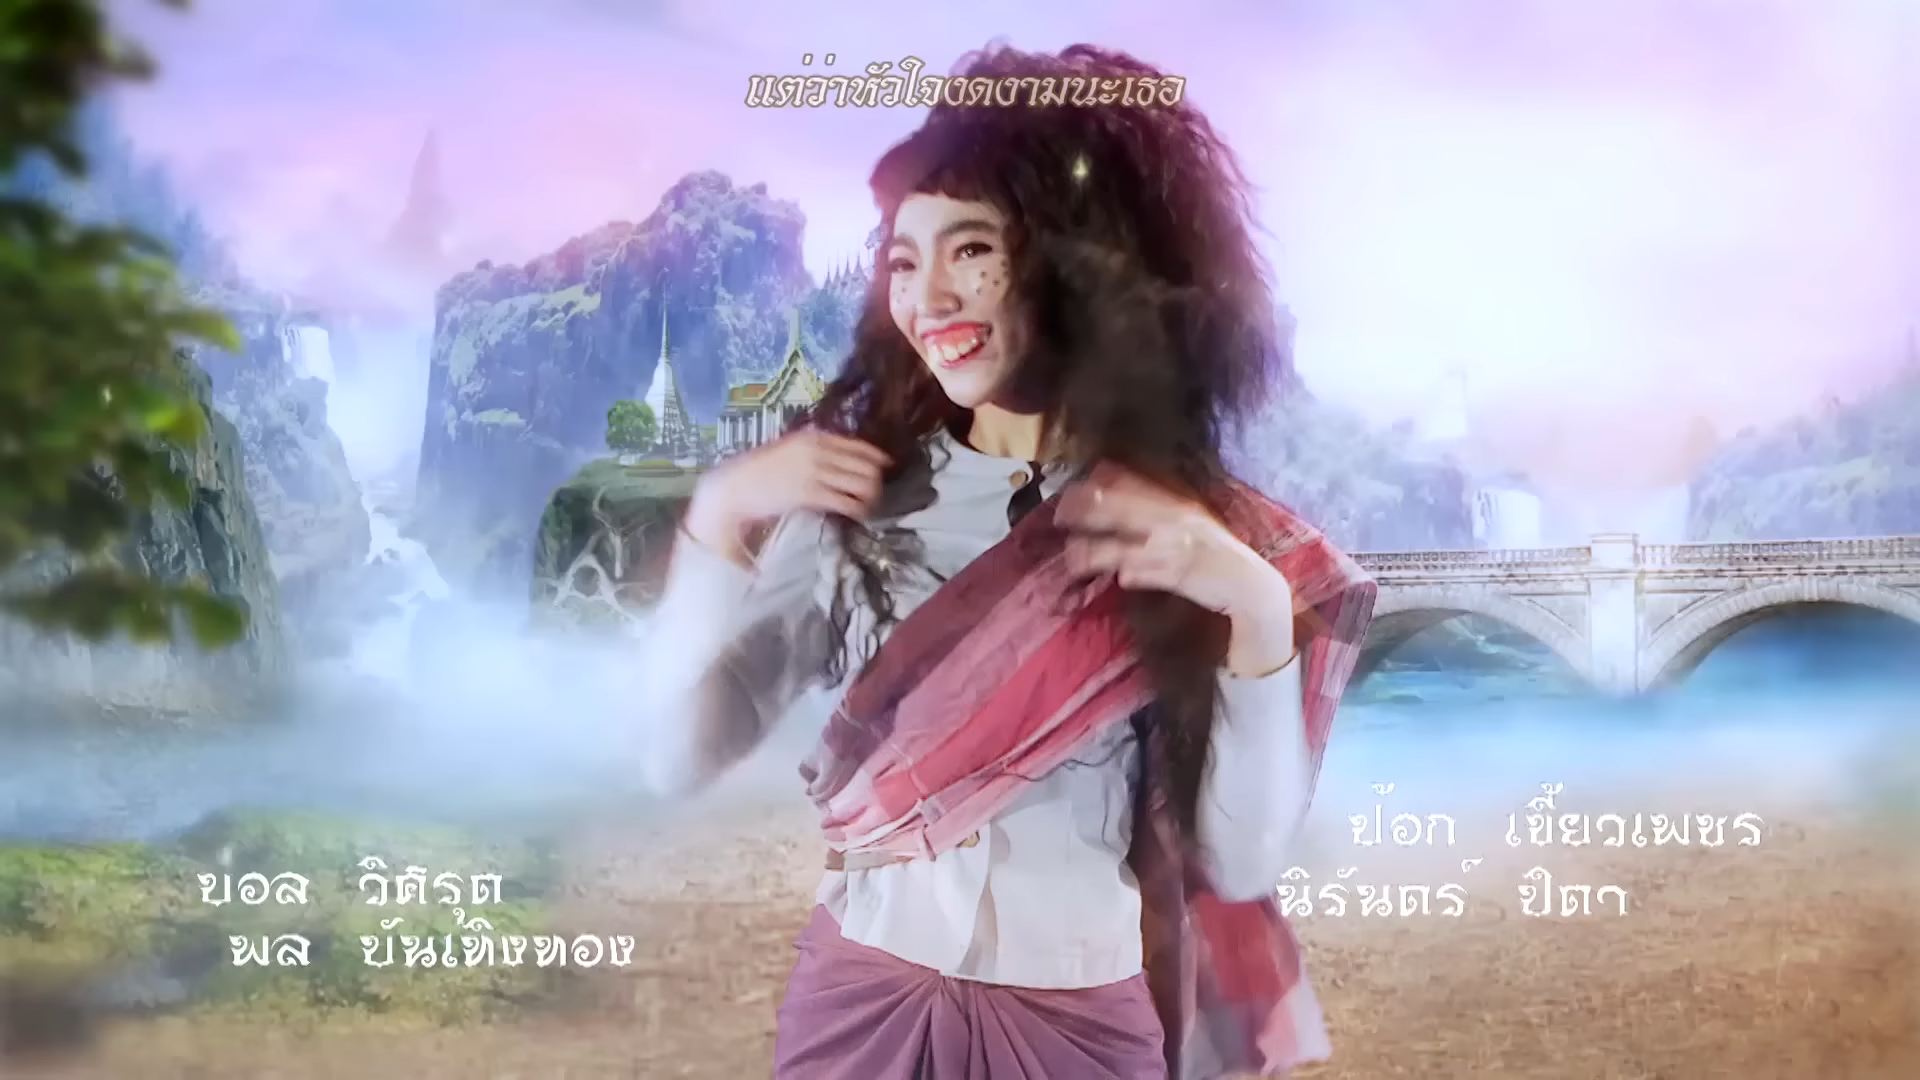 แต่ว่าหัวใจงดงามนะเธอ
ป้อก เขี้ยวเพชร
บอล วิศิรุต
นิรันดร์ ปีตา
พล บันเทิงทอง